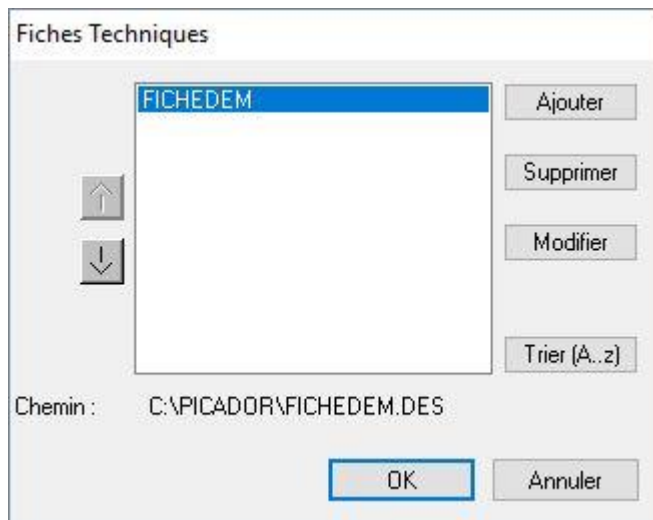 Fiches Techniques
FICHEDEM
Ajouter
Supprimer
Modifier
Trier (A..z)
Chemin : C:\PICADOR\FICHEDEM.DES
OK Annuler